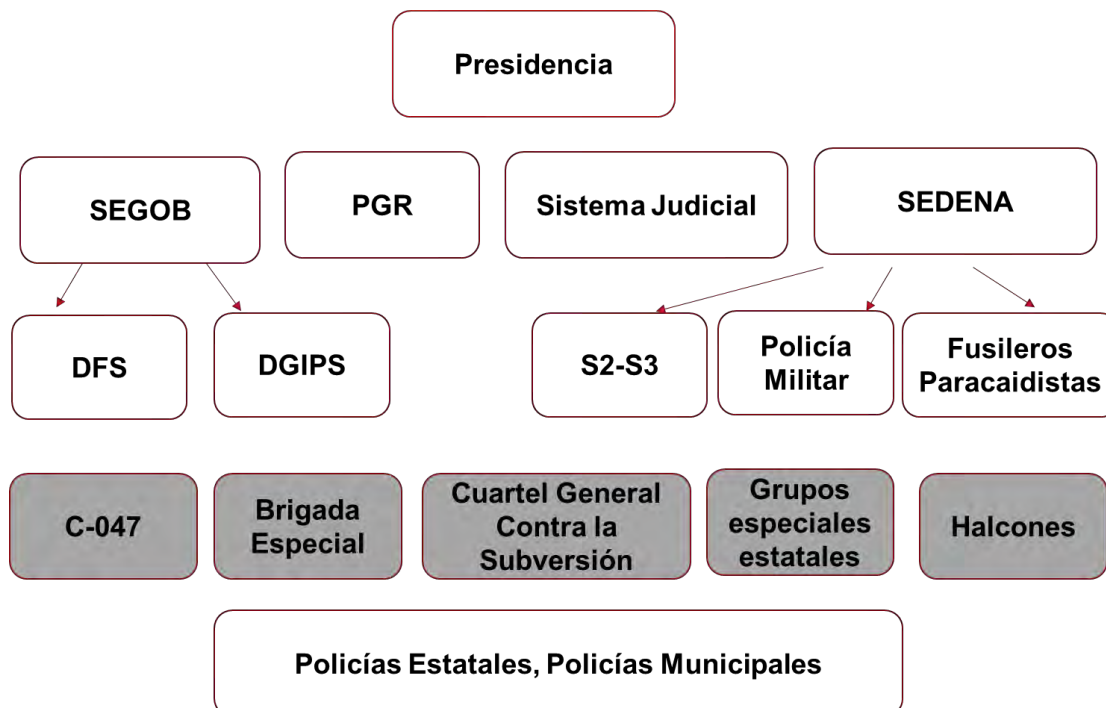 Presidencia
SEGOB
PGR
Sistema Judicial
SEDENA
DFS
DGIPS
S2-S3
Policía
Militar
Fusileros
Paracaidistas
C-047
Brigada
Especial
Cuartel General
Contra la
Subversión
Grupos
especiales
estatales
Halcones
Policías Estatales, Policías Municipales